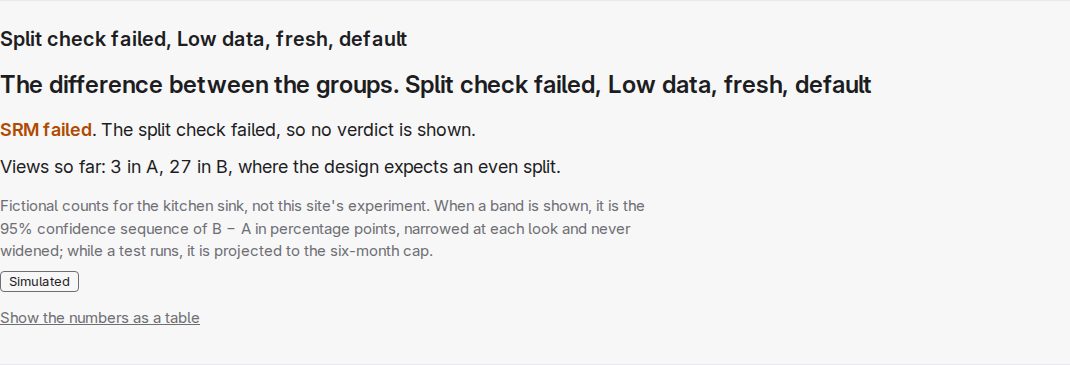 Split check failed, Low data, fresh, default
The difference between the groups. Split check failed, Low data, fresh, default
SRM failed. The split check failed, so no verdict is shown.
Views so far: 3 in A, 27 in B, where the design expects an even split.
Fictional counts for the kitchen sink, not this site's experiment. When a band is shown, it is the
95% confidence sequence of B − A in percentage points, narrowed at each look and never
widened; while a test runs, it is projected to the six-month cap.
Simulated
Show the numbers as a table